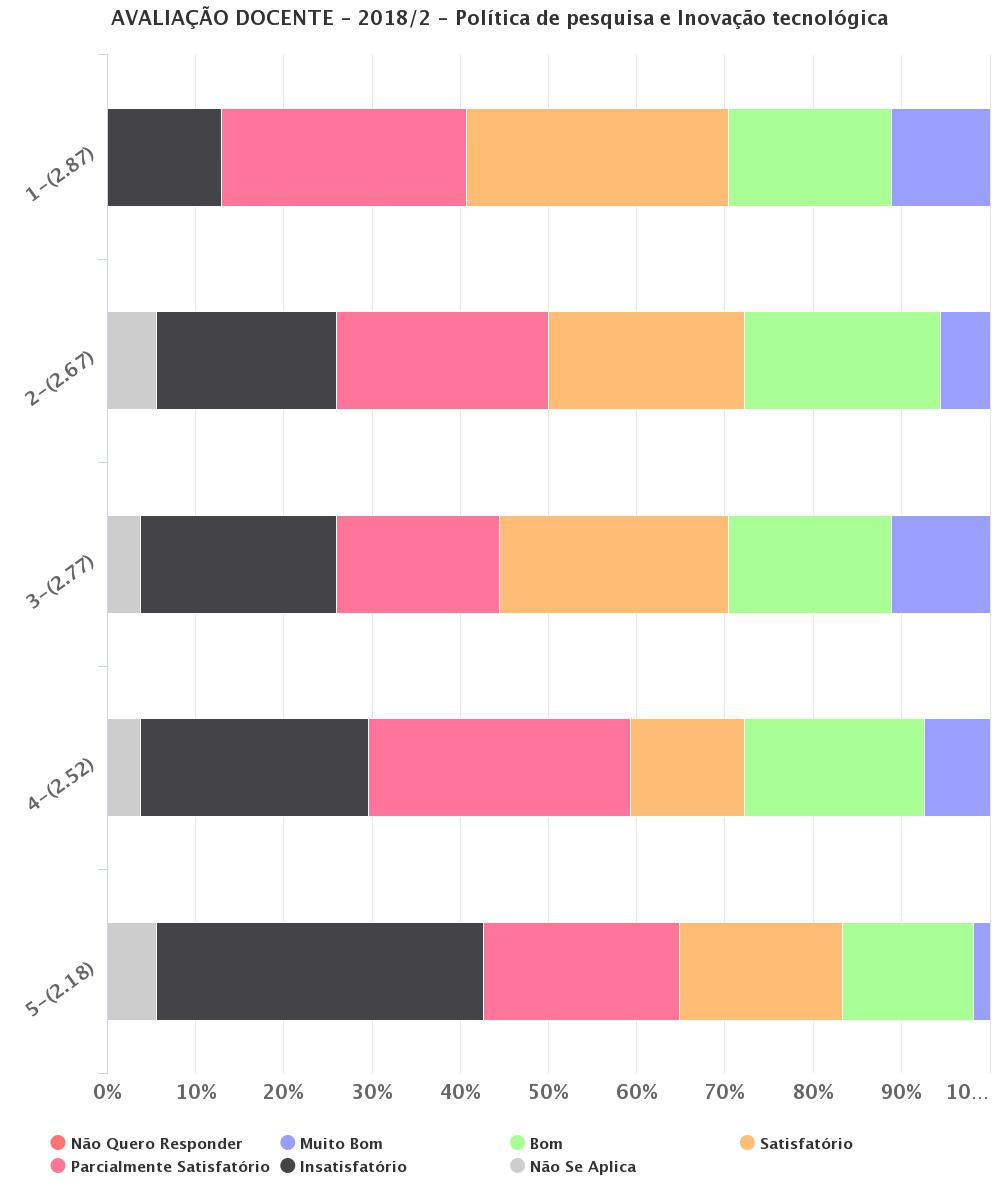 AVALIAÇÃO DOCENTE - 2018/2 - Política de pesquisa e Inovação tecnológica
1-(2.87)
2-(2.67)
3-(2.77)
4-(2.52)
5-(2.18)
0% 10% 20% 30% 40% 50% 60% 70% 80% 90% 10...
Não Quero Responder Muito Bom Bom Satisfatório
Parcialmente Satisfatório Insatisfatório Não Se Aplica